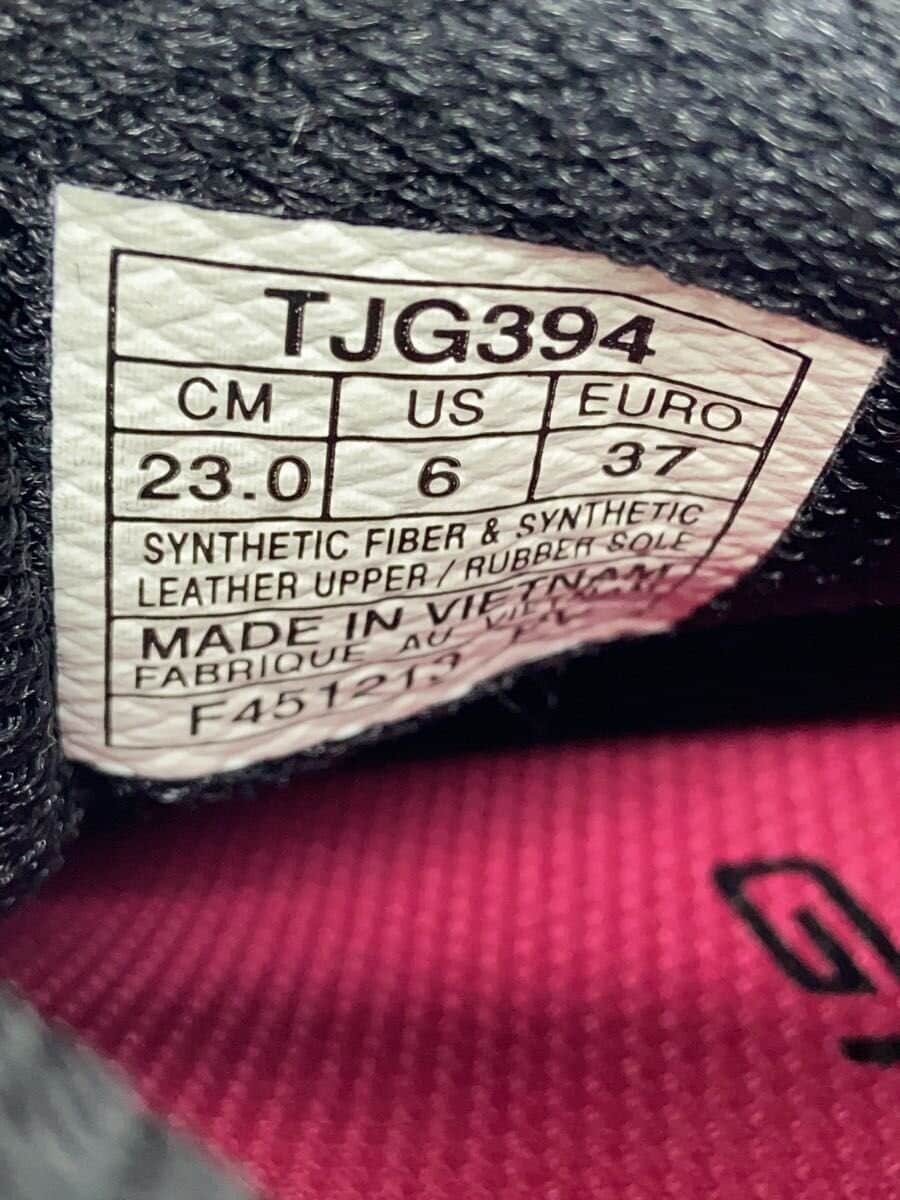 TJG394
CM US EURO
23.0 6 37
SYNTHETIC FIBER & SYNTHETIC
LEATHER UPPER / RUBBER SOLE
MADE IN VIETNAM
FABRIQUE AU VIETNAM
F451213